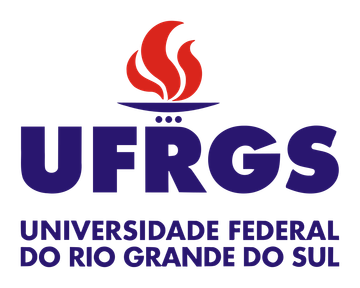 UFRGS
UNIVERSIDADE FEDERAL
DO RIO GRANDE DO SUL